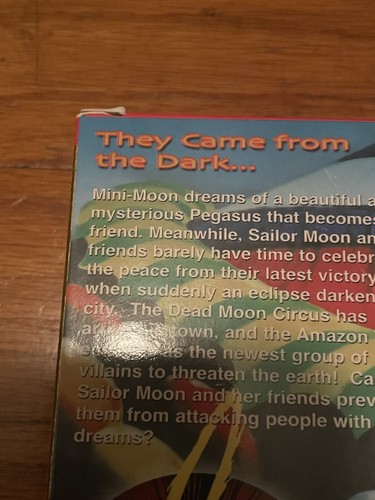 They Came from
the Dark...
Mini-Moon dreams of a beautiful a
mysterious Pegasus that becomes
friend. Meanwhile, Sailor Moon an
friends barely have time to celebr
the peace from their latest victory
when suddenly an eclipse darken
city. The Dead Moon Circus has
town, and the Amazon
as the newest group of
villains to threaten the earth! Ca
Sailor Moon and her friends prev
them from attacking people with
dreams?